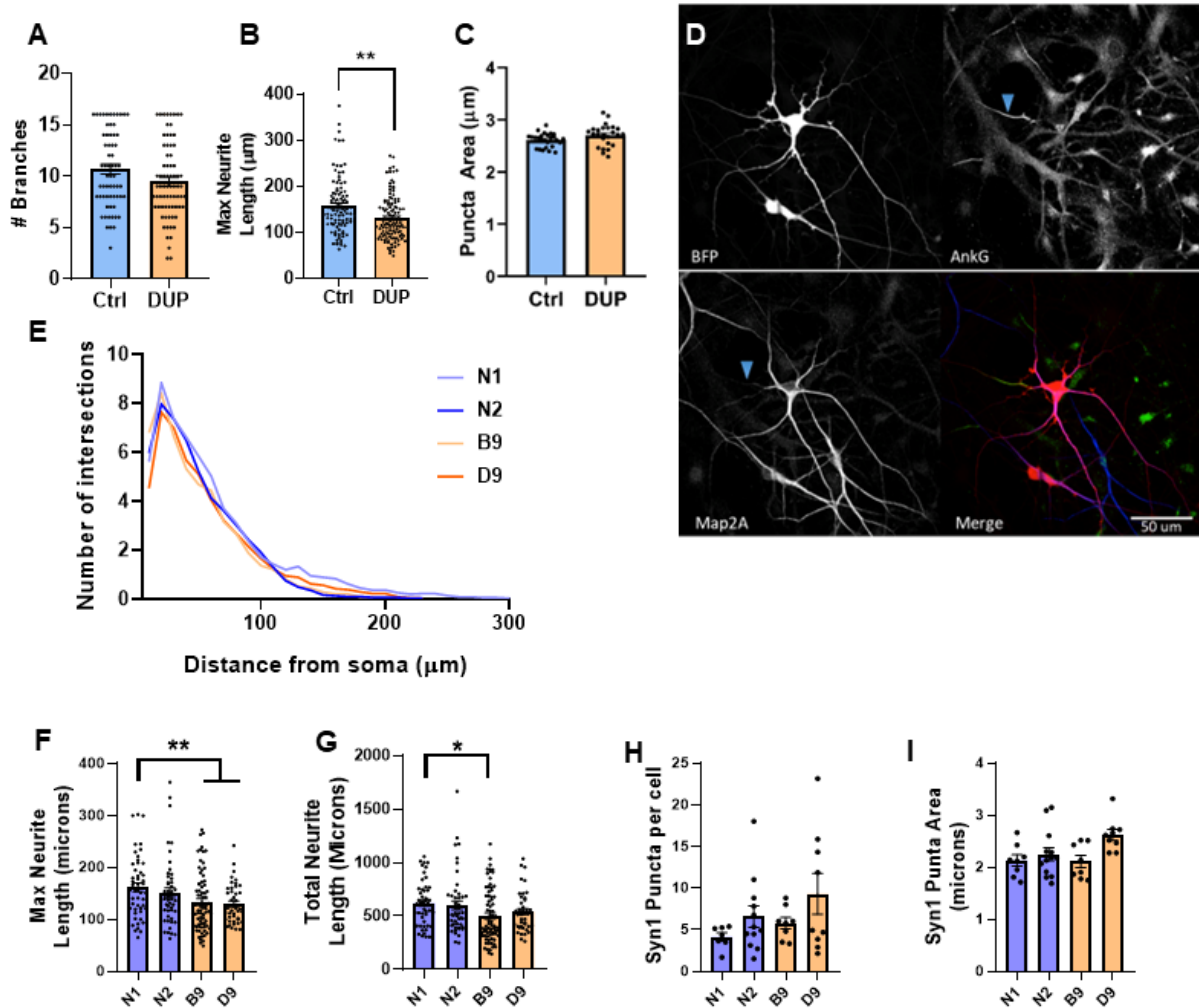 A
# Branches
20
15
10
5
0
Ctrl
DUP
B
**
Max Neurite
Length (μm)
400
300
200
100
0
Ctrl
DUP
C
Puncta Area (μm)
4
3
2
1
0
Ctrl
DUP
D
BFP
AnkG
Map2A
Merge
50 um
E
Number of intersections
10
8
6
4
2
0
100
200
300
Distance from soma (μm)
N1
N2
B9
D9
F
**
Max Neurite
Length (microns)
400
300
200
100
0
N1
N2
B9
D9
G
*
Total Neurite
Length (Microns)
2000
1500
1000
500
0
N1
N2
B9
D9
H
Syn1 Puncta per cell
25
20
15
10
5
0
N1
N2
B9
D9
I
Syn1 Punta Area
(microns)
4
3
2
1
0
N1
N2
B9
D9